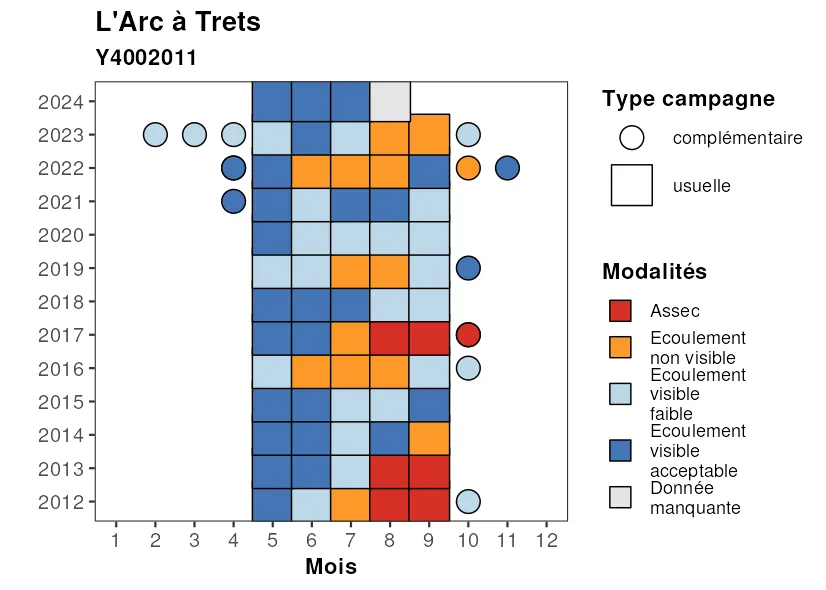 L'Arc à Trets
Y4002011
2024
2023
2022
2021
2020
2019
2018
2017
2016
2015
2014
2013
2012
1 2 3 4 5 6 7 8 9 10 11 12
Mois
Type campagne
complémentaire
usuelle
Modalités
Assec
Ecoulement
non visible
Ecoulement
visible
faible
Ecoulement
visible
acceptable
Donnée
manquante